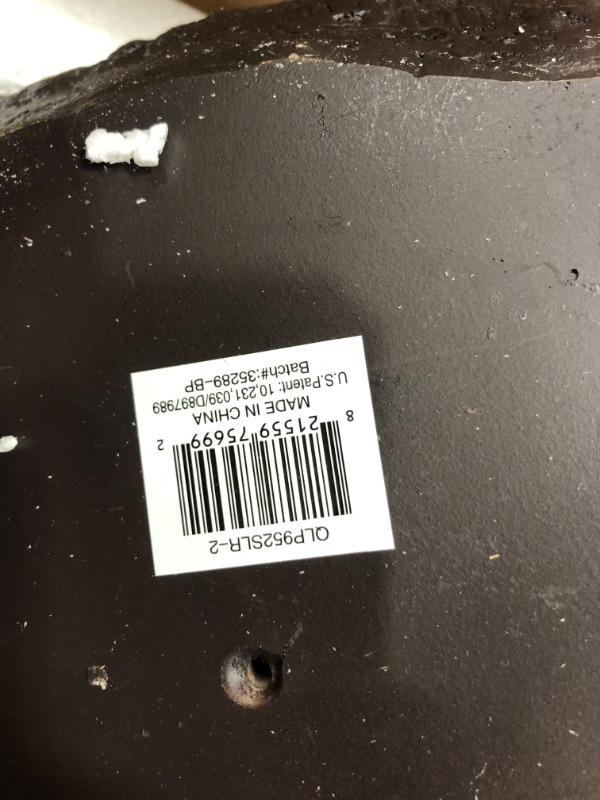 QLP952SLR-2
8 21559 75699 2
MADE IN CHINA
U.S.Patent: 10,231,039/D897989
Batch#:35289-BP